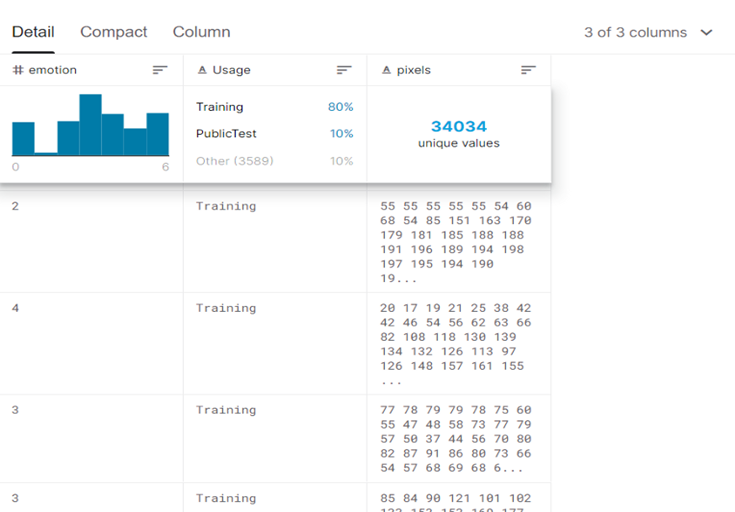 Detail Compact Column 3 of 3 columns
# emotion A Usage A pixels
Training 80%
PublicTest 10%
Other (3589) 10%
34034
unique values
0 6
2 Training 55 55 55 55 55 54 60
68 54 85 151 163 170
179 181 185 188 188
191 196 189 194 198
197 195 194 190
19...
4 Training 20 17 19 21 25 38 42
42 46 54 56 62 63 66
82 108 118 130 139
134 132 126 113 97
126 148 157 161 155
...
3 Training 77 78 79 79 78 75 60
55 47 48 58 73 77 79
57 50 37 44 56 70 80
82 87 91 86 80 73 66
54 57 68 69 68 6...
3 Training 85 84 90 121 101 102